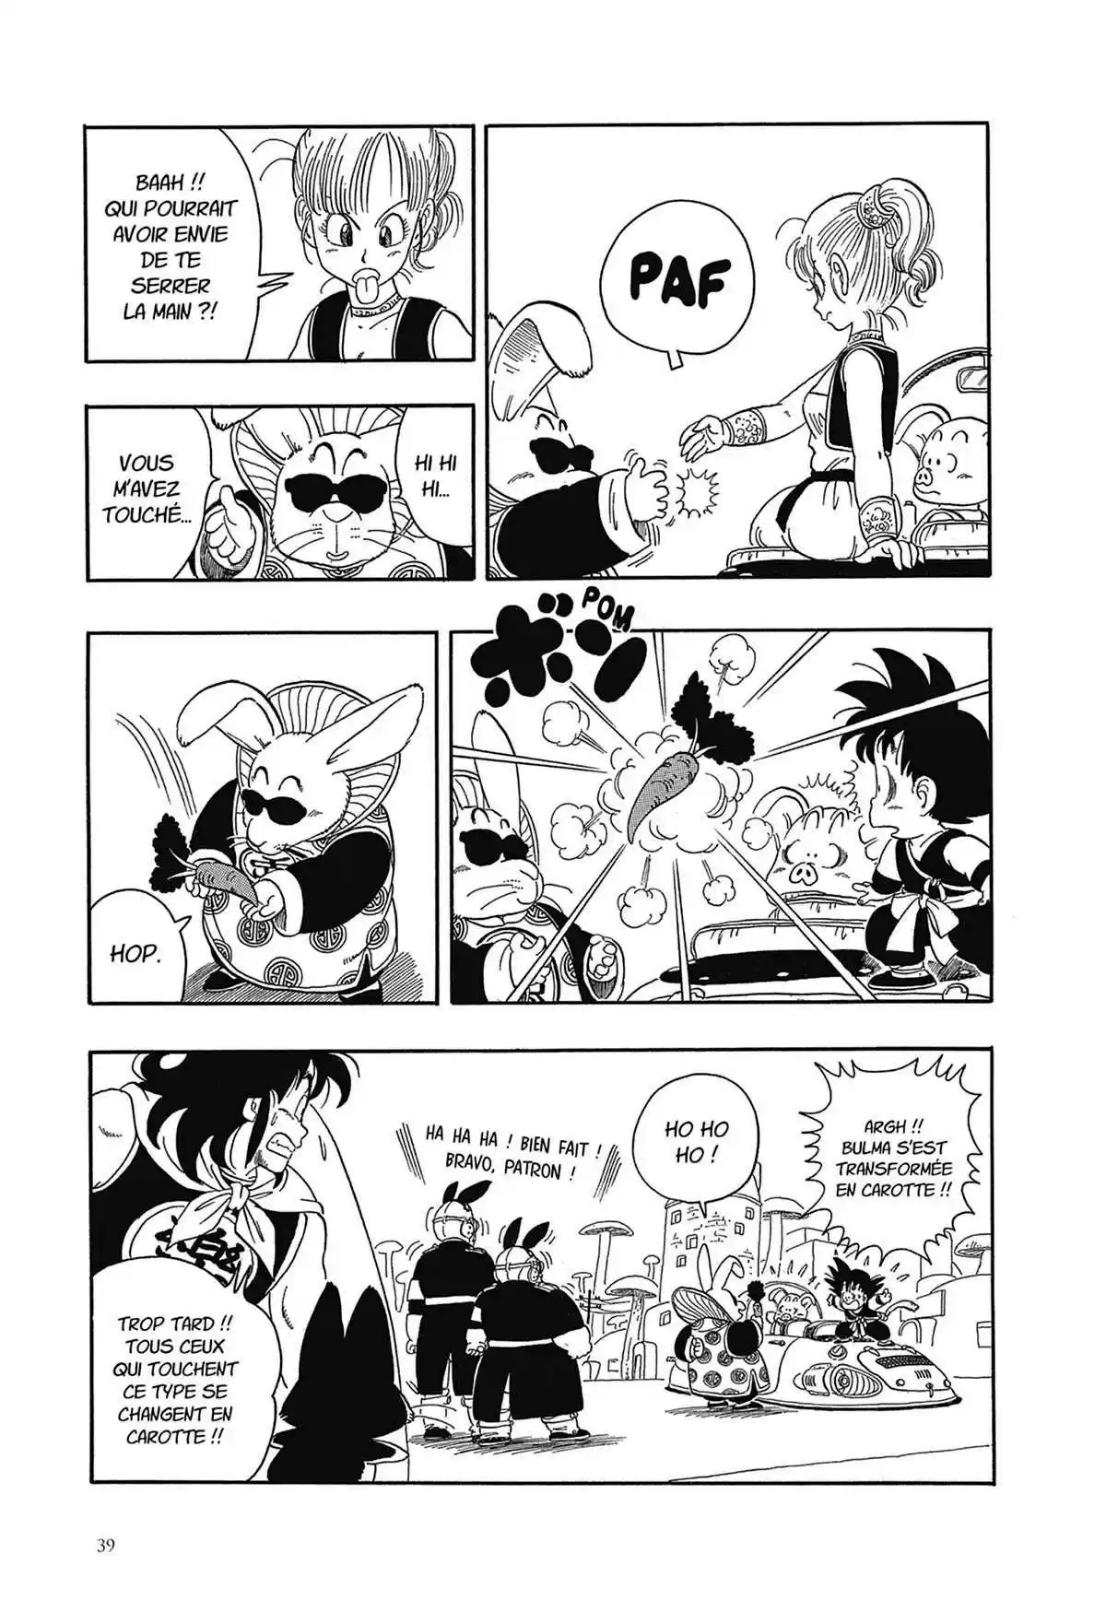 BAAH !!
QUI POURRAIT
AVOIR ENVIE
DE TE
SERRER
LA MAIN ?!
PAF
VOUS
M'AVEZ
TOUCHÉ...
HI HI
HI...
HOP.
POM
ARGH !!
BULMA S'EST
TRANSFORMÉE
EN CAROTTE !!
HO HO
HO !
HA HA HA ! BIEN FAIT !
BRAVO, PATRON !
TROP TARD !!
TOUS CEUX
QUI TOUCHENT
CE TYPE SE
CHANGENT EN
CAROTTE !!
39